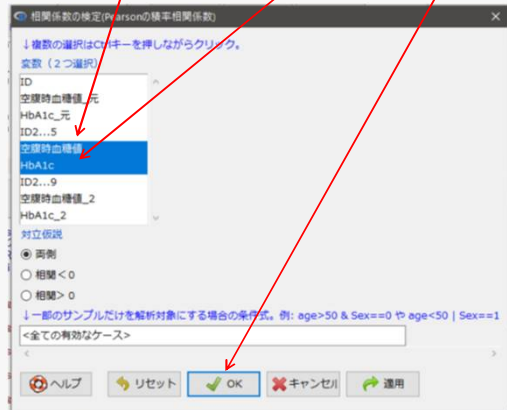 相関係数の検定(Pearsonの積率相関係数)
↓複数の選択はCtrlキーを押しながらクリック。
変数（２つ選択）
ID
空腹時血糖値_元
HbA1c_元
ID2...5
空腹時血糖値
HbA1c
ID2...9
空腹時血糖値_2
HbA1c_2
対立仮説
両側
相関＜0
相関＞0
↓一部のサンプルだけを解析対象にする場合の条件式。例: age>50 & Sex==0 や age<50 | Sex==1
<全ての有効なケース>
ヘルプ リセット OK キャンセル 適用